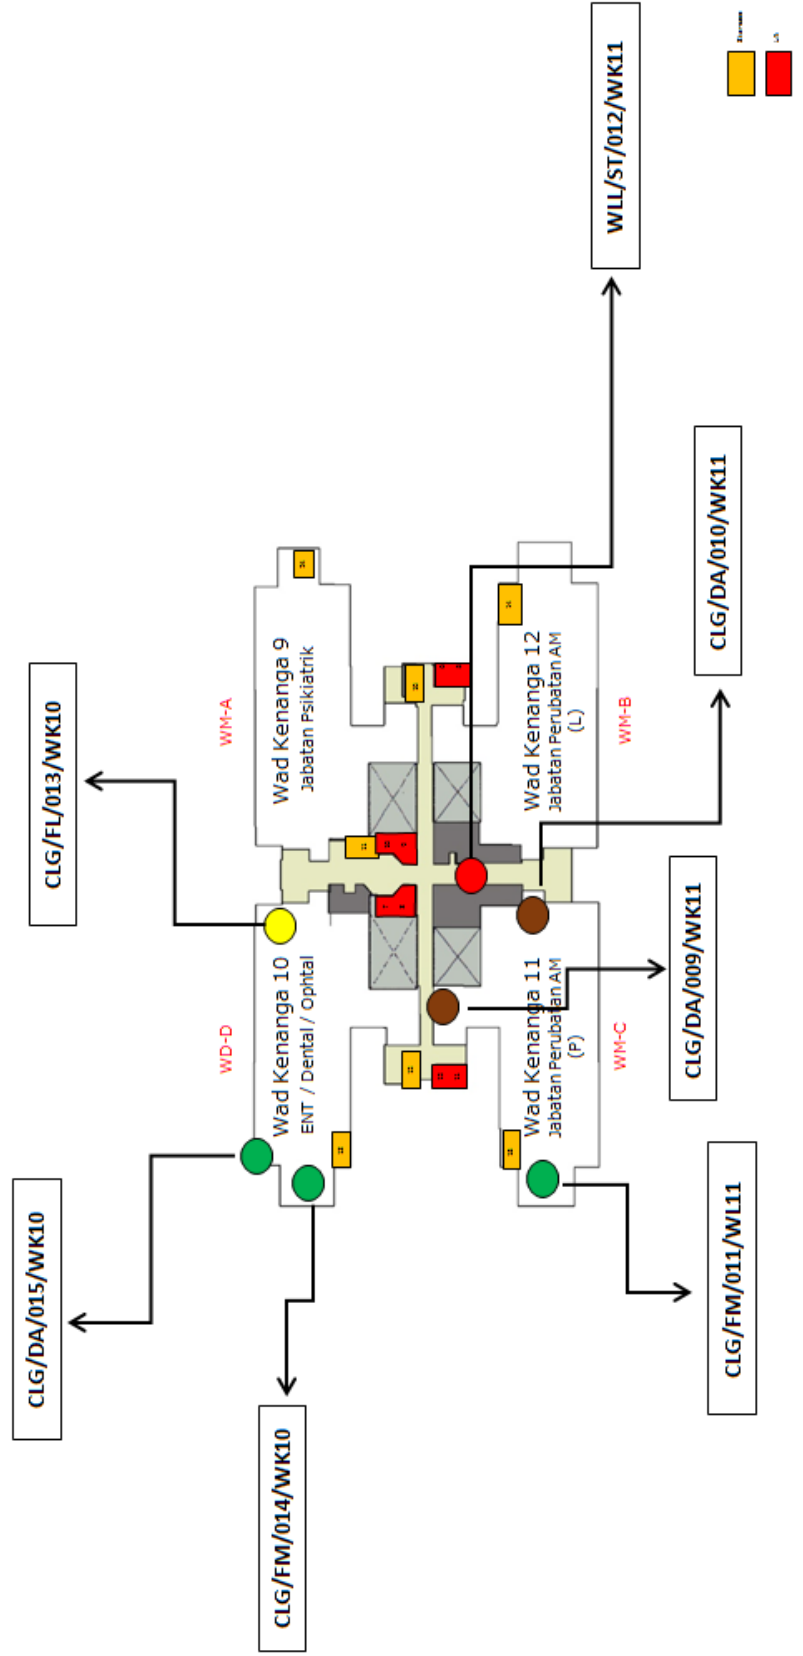 CLG/DA/015/WK10
CLG/FL/013/WK10
WD-D
WM-A
CLG/FM/014/WK10
Wad Kenanga 10
ENT / Dental / Ophtal
Wad Kenanga 9
Jabatan Psikiatrik
Wad Kenanga 11
Jabatan Perubatan AM
(P)
Wad Kenanga 12
Jabatan Perubatan AM
(L)
WM-C
WM-B
WLL/ST/012/WK11
CLG/DA/009/WK11
CLG/DA/010/WK11
CLG/FM/011/WL11